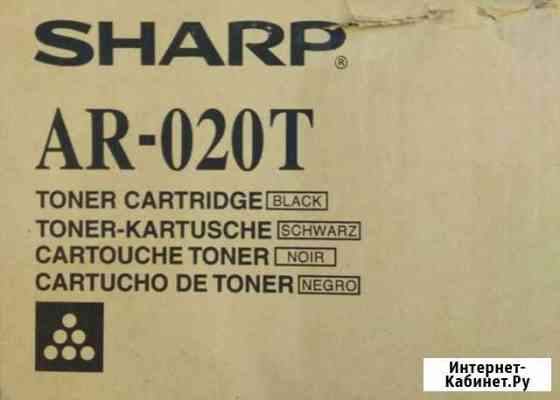 SHARP®
AR-020T
TONER CARTRIDGE BLACK
TONER-KARTUSCHE SCHWARZ
CARTOUCHE TONER NOIR
CARTUCHO DE TONER NEGRO
Интернет-
Кабинет.Ру